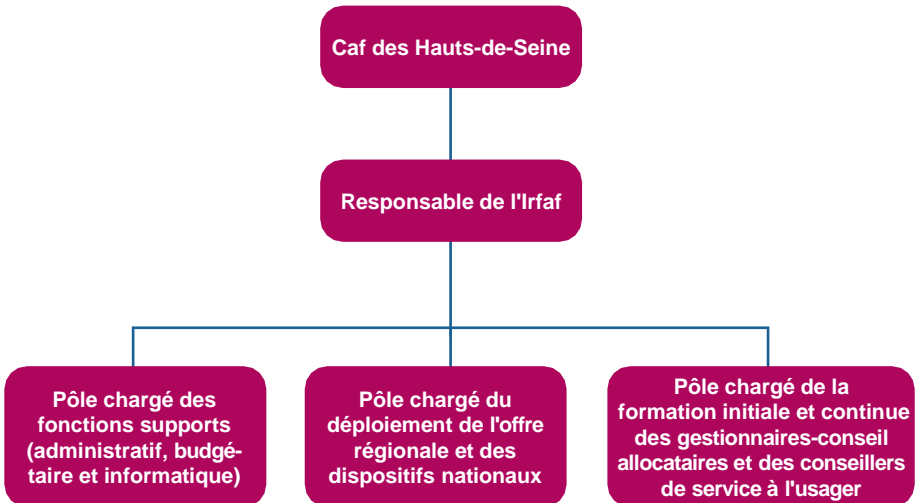 Caf des Hauts-de-Seine
Responsable de l'Irfaf
Pôle chargé des
fonctions supports
(administratif, budgé-
taire et informatique)
Pôle chargé du
déploiement de l'offre
régionale et des
dispositifs nationaux
Pôle chargé de la
formation initiale et continue
des gestionnaires-conseil
allocataires et des conseillers
de service à l'usager